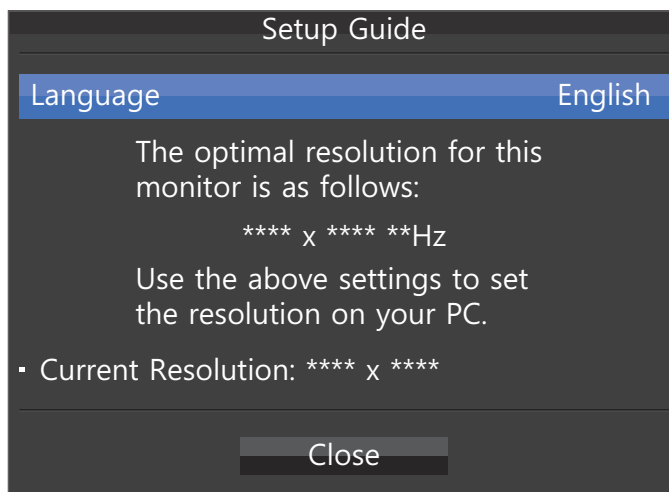 Setup Guide
Language English
The optimal resolution for this
monitor is as follows:
**** x **** **Hz
Use the above settings to set
the resolution on your PC.
Current Resolution: **** x ****
Close